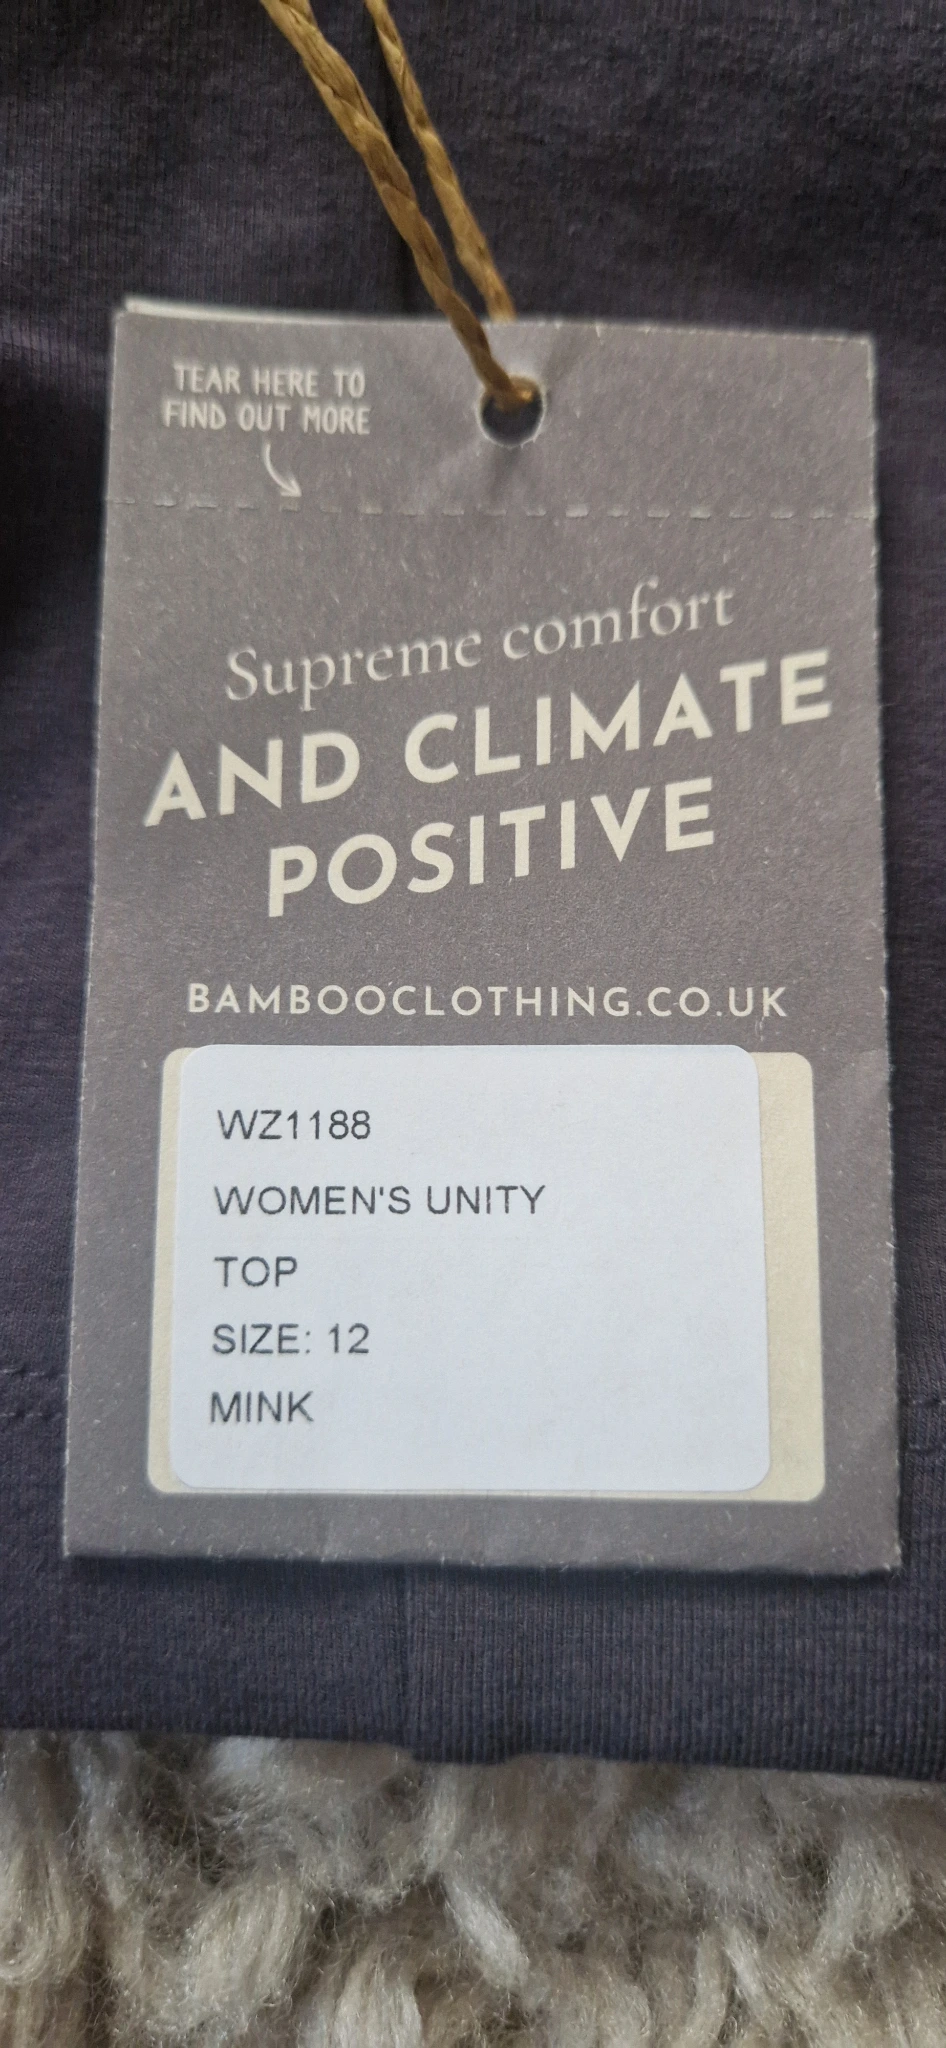 TEAR HERE TO
FIND OUT MORE
Supreme comfort
AND CLIMATE
POSITIVE
BAMBOOCLOTHING.CO.UK
WZ1188
WOMEN'S UNITY
TOP
SIZE: 12
MINK